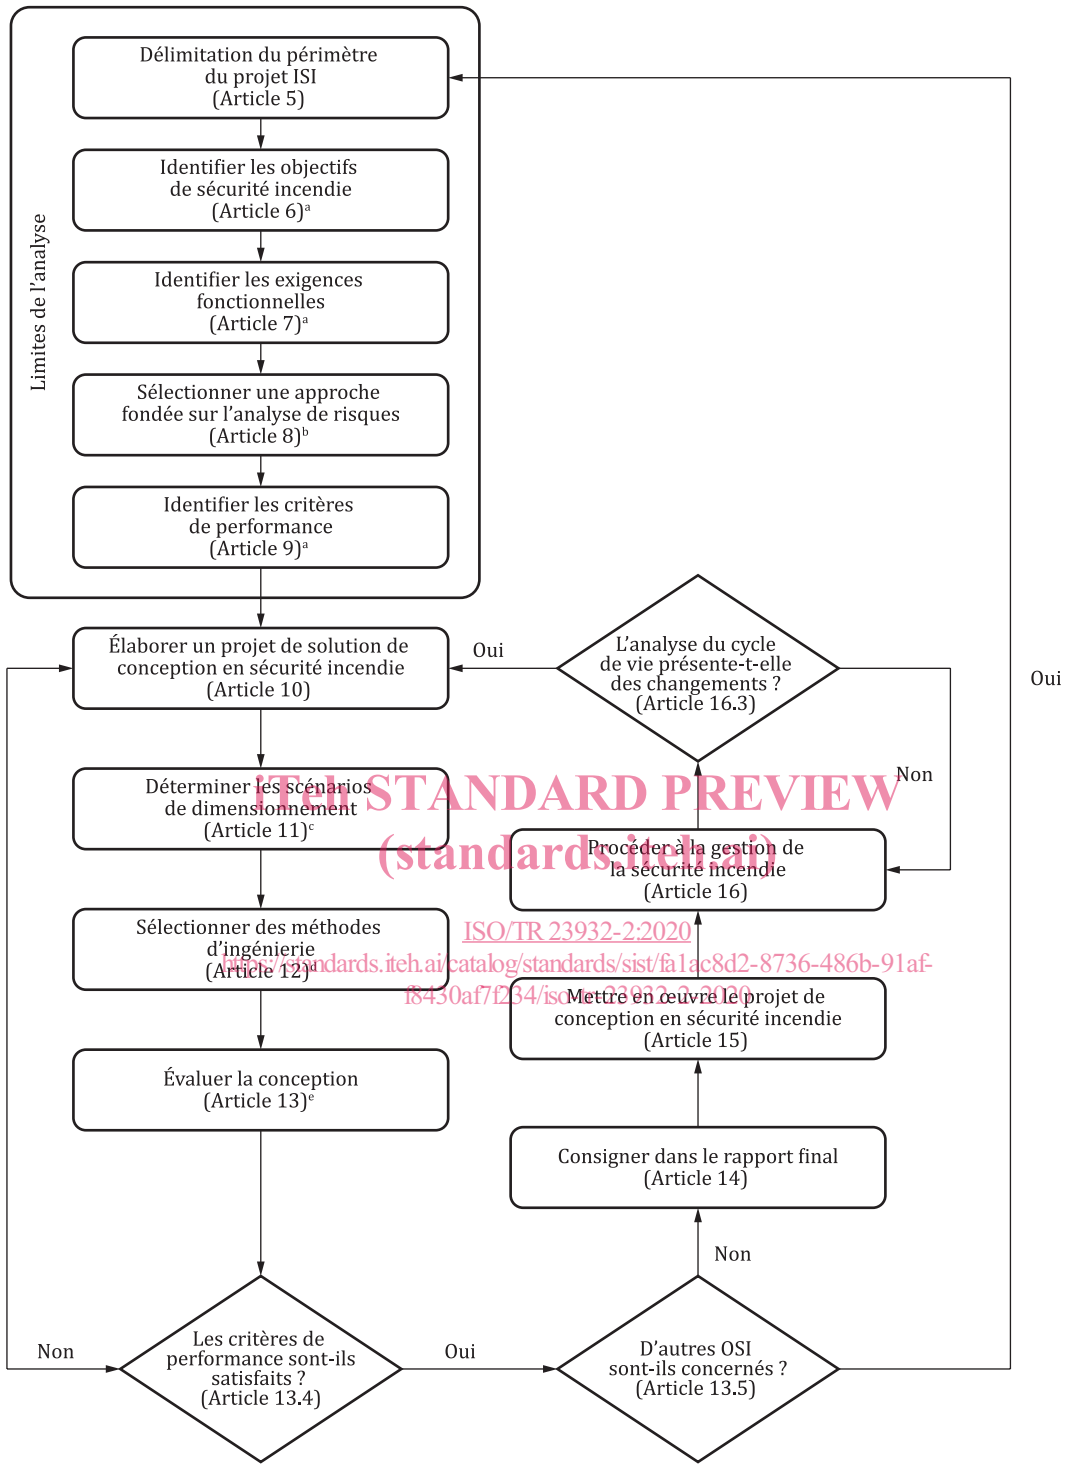 Délimitation du périmètre
du projet ISI
(Article 5)
Identifier les objectifs
de sécurité incendie
(Article 6)ᵃ
Limites de l'analyse
Identifier les exigences
fonctionnelles
(Article 7)ᵃ
Sélectionner une approche
fondée sur l'analyse de risques
(Article 8)ᵇ
Identifier les critères
de performance
(Article 9)ᵃ
Élaborer un projet de solution de
conception en sécurité incendie
(Article 10)
Oui
L'analyse du cycle
de vie présente-t-elle
des changements ?
(Article 16.3)
Oui
Non
Déterminer les scénarios
de dimensionnement
(Article 11)ᶜ
iTeh STANDARD PREVIEW
(standards.iteh.ai)
Procéder à la gestion de
la sécurité incendie
(Article 16)
Sélectionner des méthodes
d'ingénierie
(Article 12)ᵈ
ISO/TR 23932-2:2020
https://standards.iteh.ai/catalog/standards/sist/fa1ac8d2-8736-486b-91af-
f8430af7f234/iso-tr-23932-2-2020
Mettre en œuvre le projet de
conception en sécurité incendie
(Article 15)
Évaluer la conception
(Article 13)ᵉ
Consigner dans le rapport final
(Article 14)
Non
Non
Les critères de
performance sont-ils
satisfaits ?
(Article 13.4)
Oui
D'autres OSI
sont-ils concernés ?
(Article 13.5)